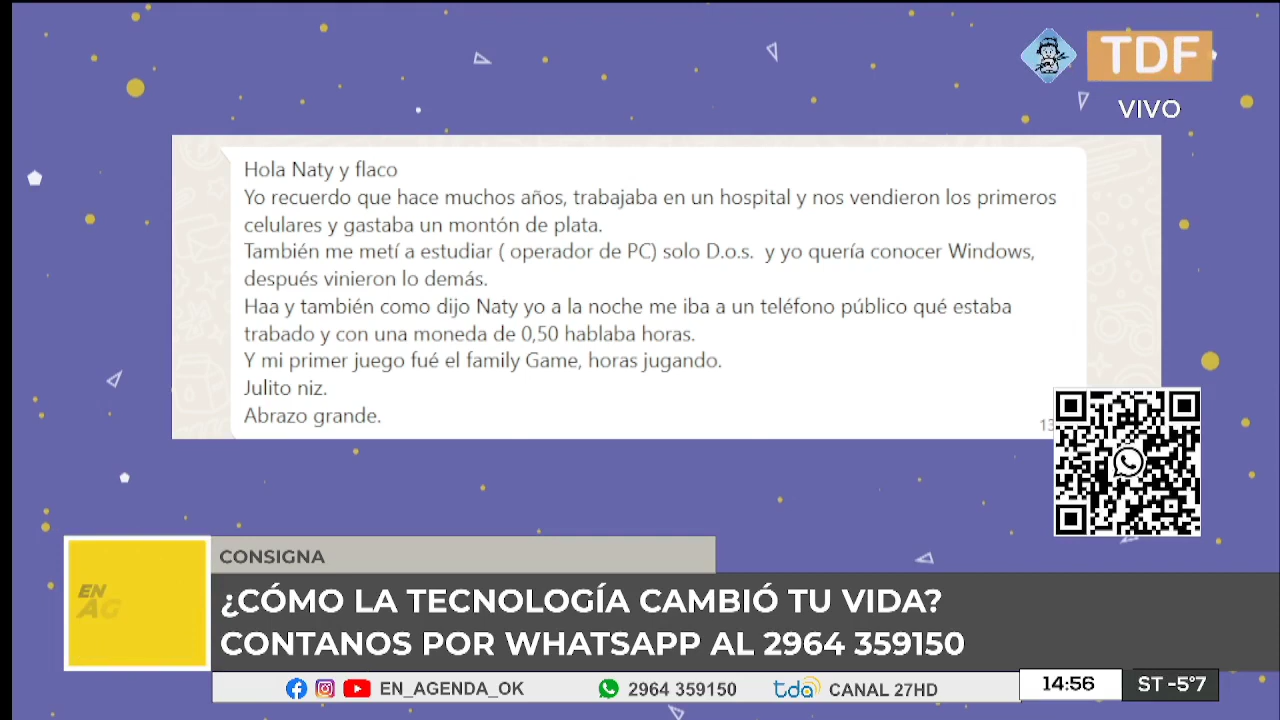 TDF
VIVO
Hola Naty y flaco
Yo recuerdo que hace muchos años, trabajaba en un hospital y nos vendieron los primeros
celulares y gastaba un montón de plata.
También me metí a estudiar ( operador de PC) solo D.o.s.  y yo quería conocer Windows,
después vinieron lo demás.
Haa y también como dijo Naty yo a la noche me iba a un teléfono público qué estaba
trabado y con una moneda de 0,50 hablaba horas.
Y mi primer juego fué el family Game, horas jugando.
Julito niz.
Abrazo grande.
13
CONSIGNA
EN
AG
¿CÓMO LA TECNOLOGÍA CAMBIÓ TU VIDA?
CONTANOS POR WHATSAPP AL 2964 359150
EN_AGENDA_OK
2964 359150
tda
CANAL 27HD
14:56
ST -5°7